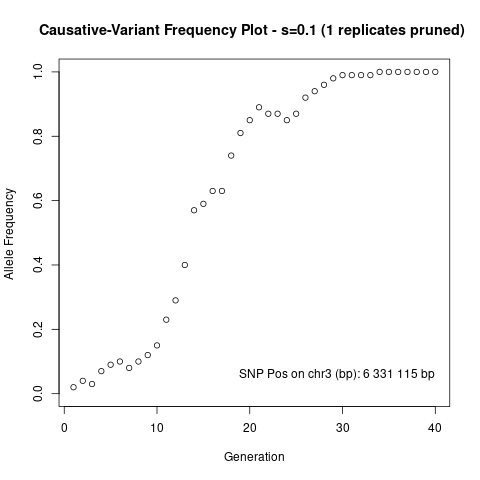 Causative-Variant Frequency Plot - s=0.1 (1 replicates pruned)
Allele Frequency
1.0
0.8
0.6
0.4
0.2
0.0
SNP Pos on chr3 (bp): 6 331 115 bp
0 10 20 30 40
Generation